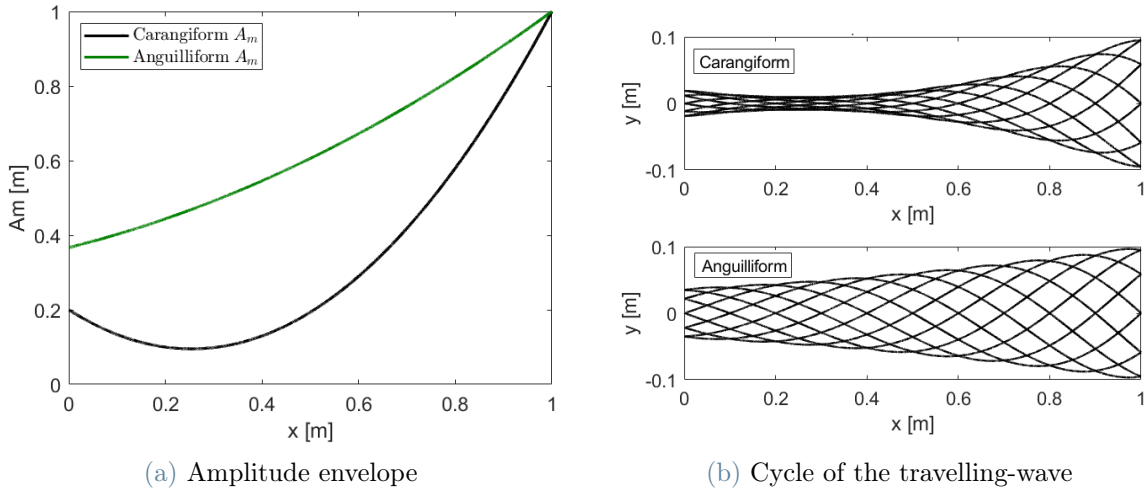 1
0.8
0.6
0.4
0.2
0
Am [m]
Carangiform Aₘ
Anguilliform Aₘ
0 0.2 0.4 0.6 0.8 1
x [m]
(a) Amplitude envelope
0.1
0
-0.1
y [m]
Carangiform
0 0.2 0.4 0.6 0.8 1
x [m]
0.1
0
-0.1
y [m]
Anguilliform
0 0.2 0.4 0.6 0.8 1
x [m]
(b) Cycle of the travelling-wave